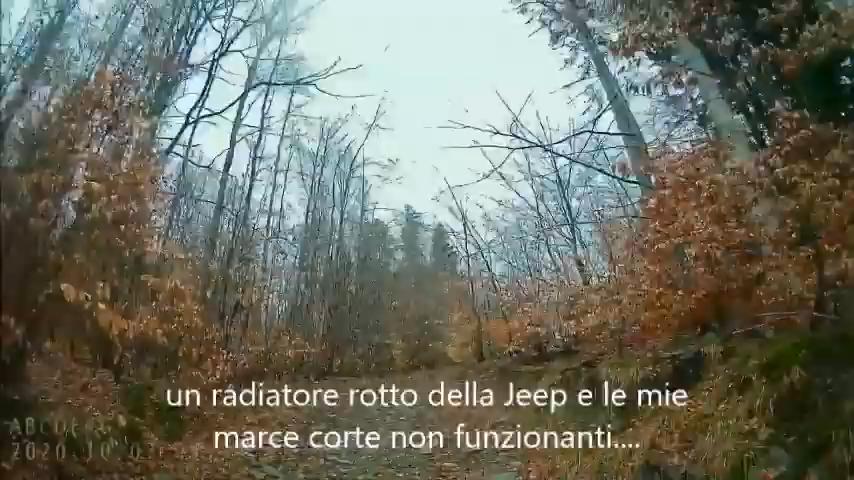 un radiatore rotto della Jeep e le mie
marce corte non funzionanti....